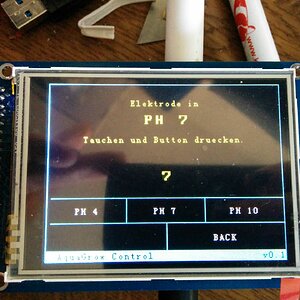 Elektrode in
PH 7
Tauchen und Button druecken.
7
PH 4 PH 7 PH 10
BACK
AquaGrow Control v0.1